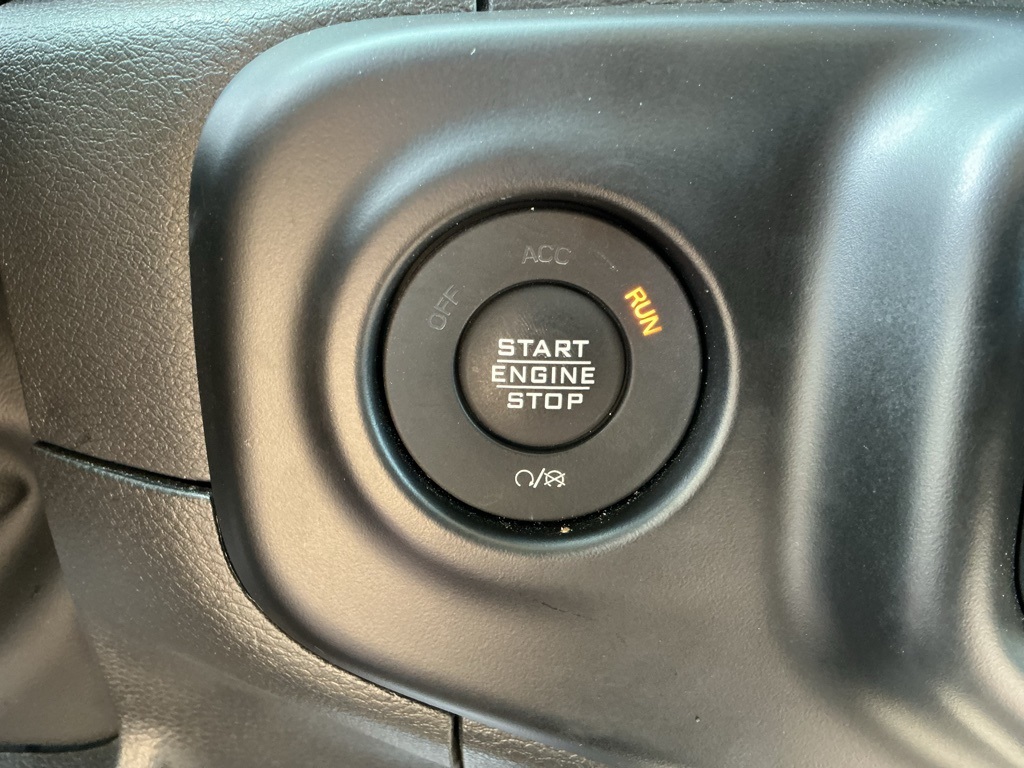 ACC
OFF
RUN
START
ENGINE
STOP